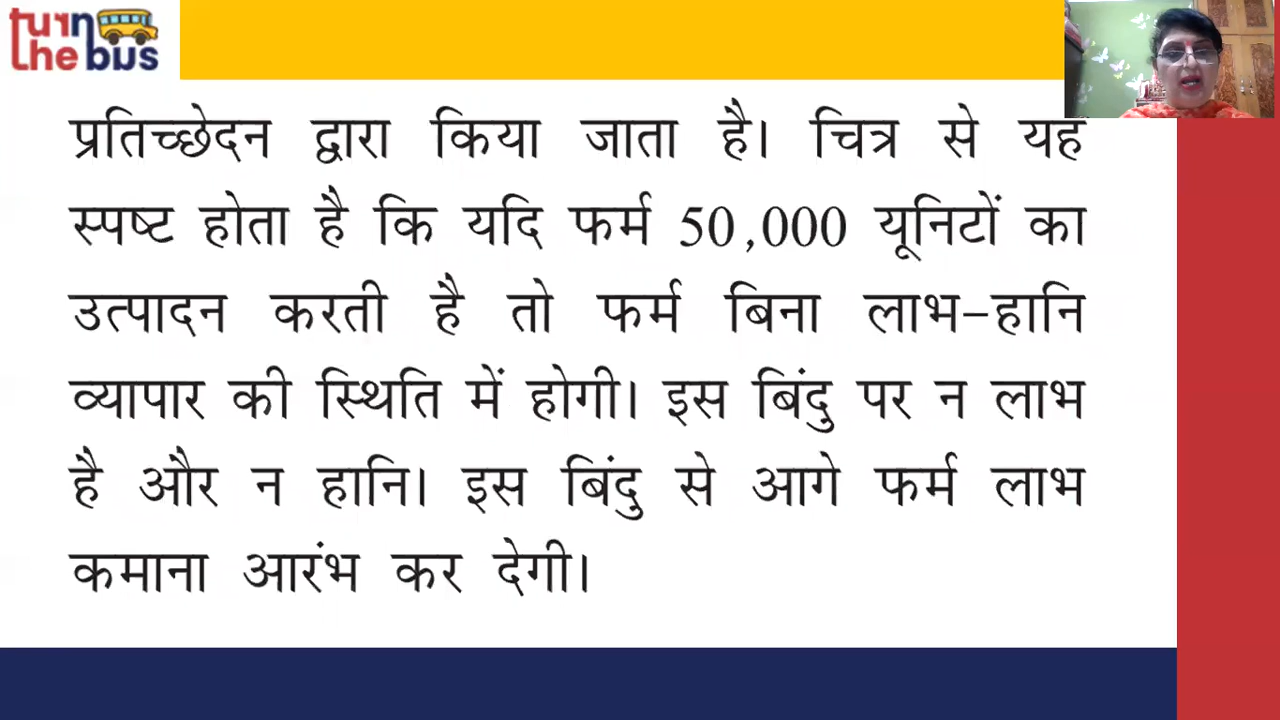 turn
the bus
प्रतिच्छेदन द्वारा किया जाता है। चित्र से यह
स्पष्ट होता है कि यदि फर्म 50,000 यूनिटों का
उत्पादन करती है तो फर्म बिना लाभ-हानि
व्यापार की स्थिति में होगी। इस बिंदु पर न लाभ
है और न हानि। इस बिंदु से आगे फर्म लाभ
कमाना आरंभ कर देगी।